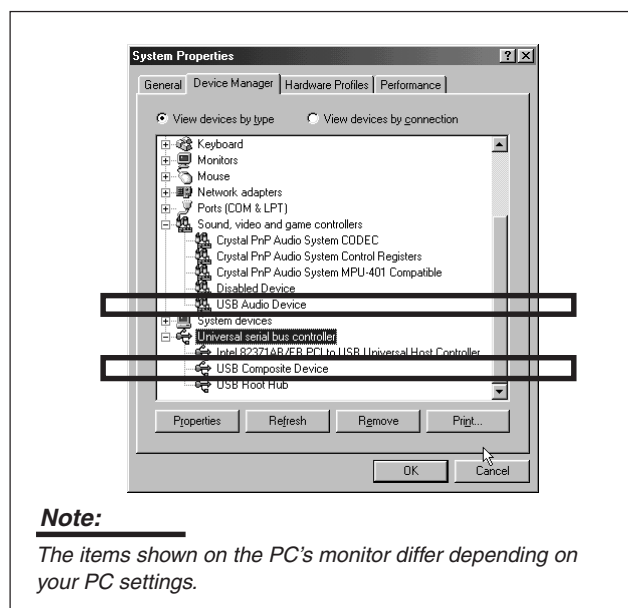 System Properties
General Device Manager Hardware Profiles Performance
View devices by type View devices by connection
Keyboard
Monitors
Mouse
Network adapters
Ports (COM & LPT)
Sound, video and game controllers
Crystal PnP Audio System CODEC
Crystal PnP Audio System Control Registers
Crystal PnP Audio System MPU-401 Compatible
Disabled Device
USB Audio Device
System devices
Universal serial bus controller
Intel 82371AB/EB PCI to USB Universal Host Controller
USB Composite Device
USB Root Hub
Properties Refresh Remove Print...
OK Cancel
Note:
The items shown on the PC's monitor differ depending on
your PC settings.